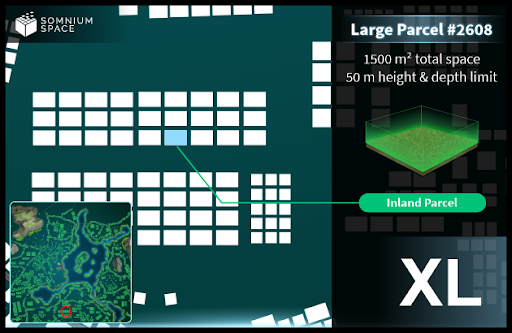 SOMNIUM
SPACE
Large Parcel #2608
1500 m² total space
50 m height & depth limit
Inland Parcel
XL